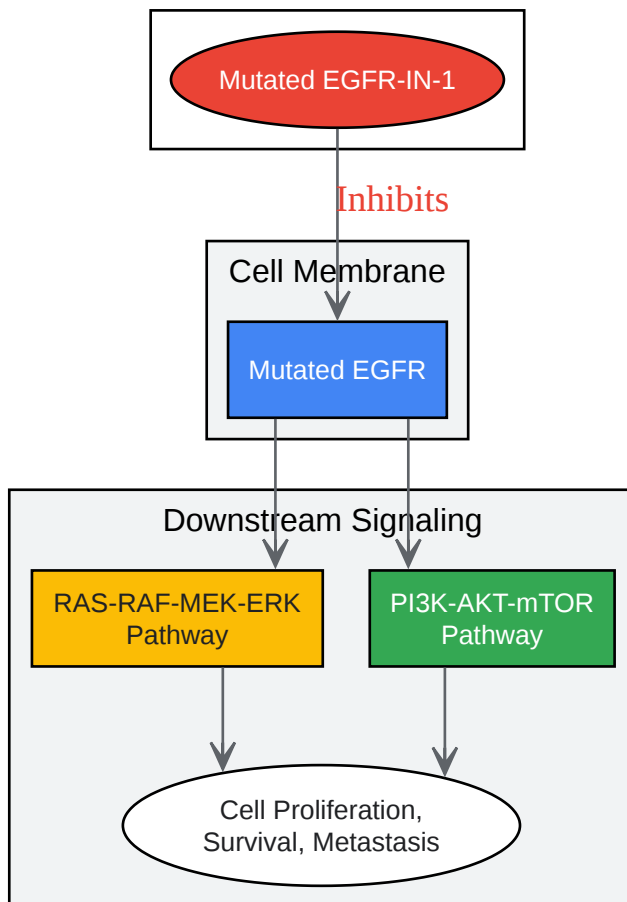 Mutated EGFR-IN-1
Inhibits
Cell Membrane
Mutated EGFR
Downstream Signaling
RAS-RAF-MEK-ERK
Pathway
PI3K-AKT-mTOR
Pathway
Cell Proliferation,
Survival, Metastasis